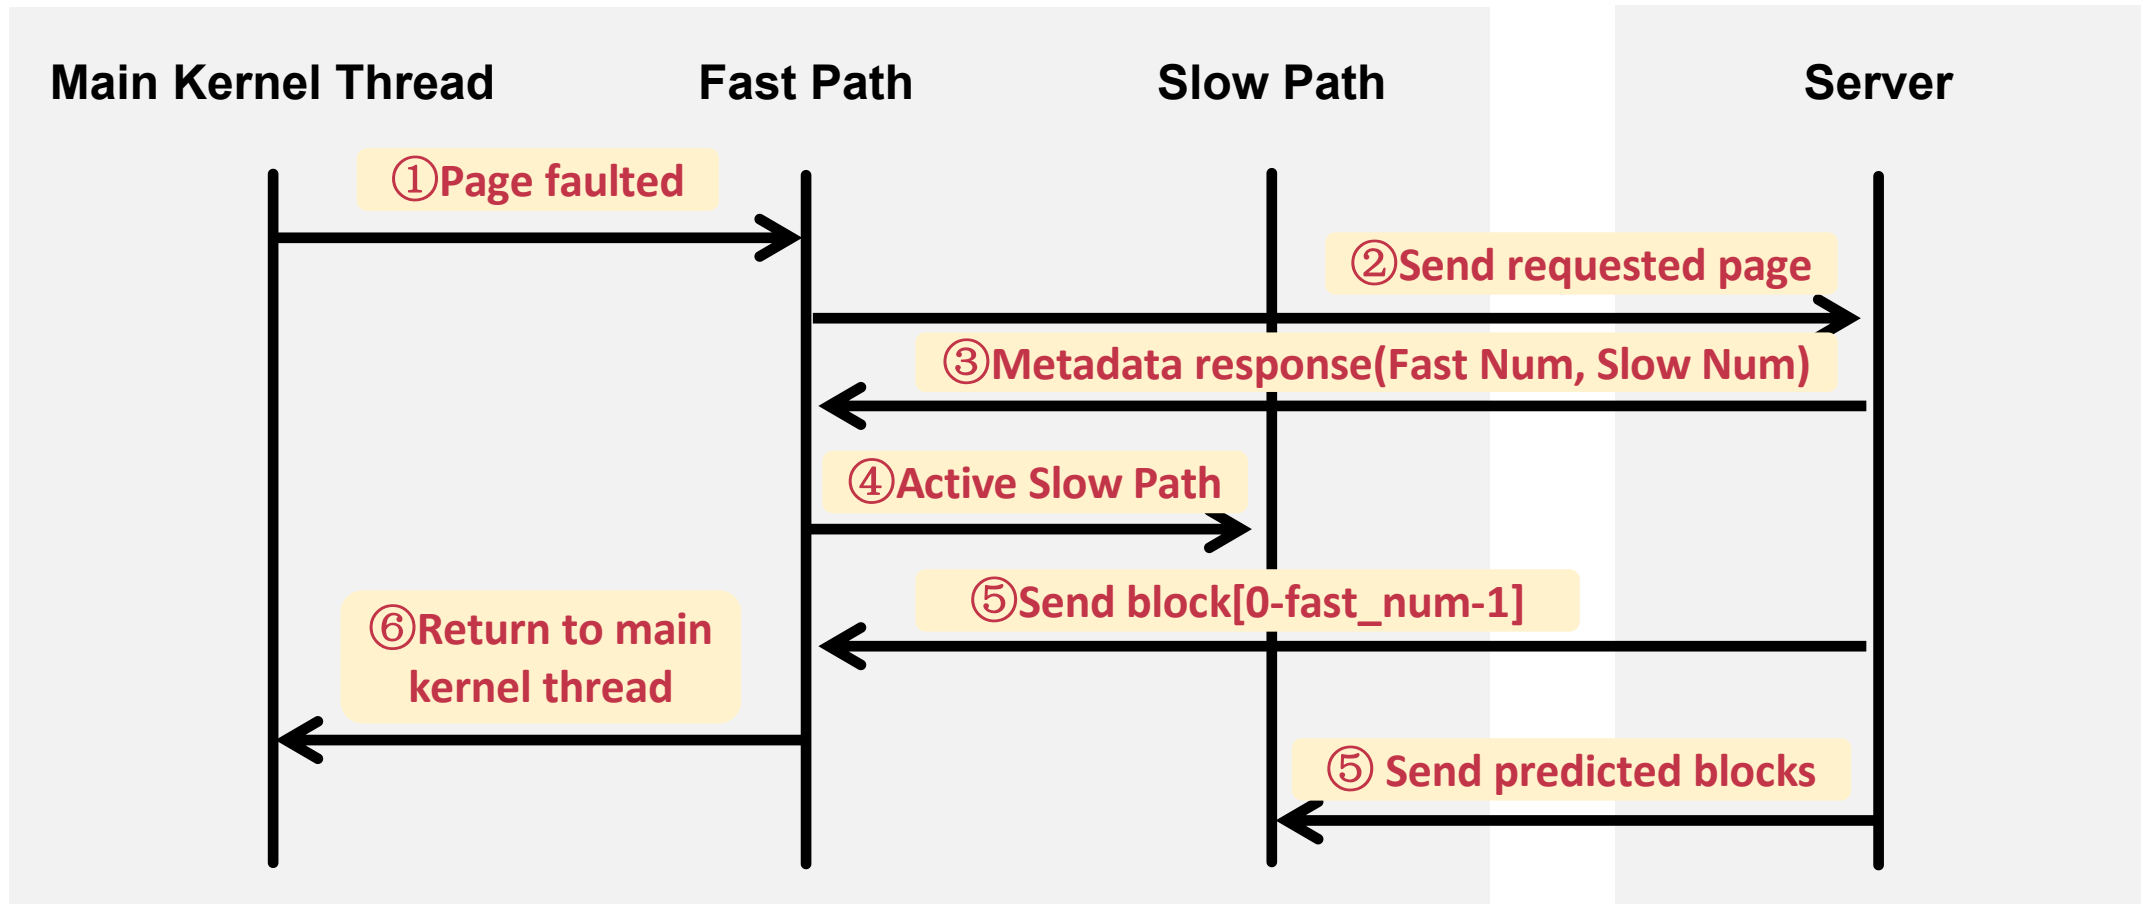 Main Kernel Thread
Fast Path
Slow Path
Server
①Page faulted
②Send requested page
③Metadata response(Fast Num, Slow Num)
④Active Slow Path
⑤Send block[0-fast_num-1]
⑥Return to main
kernel thread
⑤ Send predicted blocks